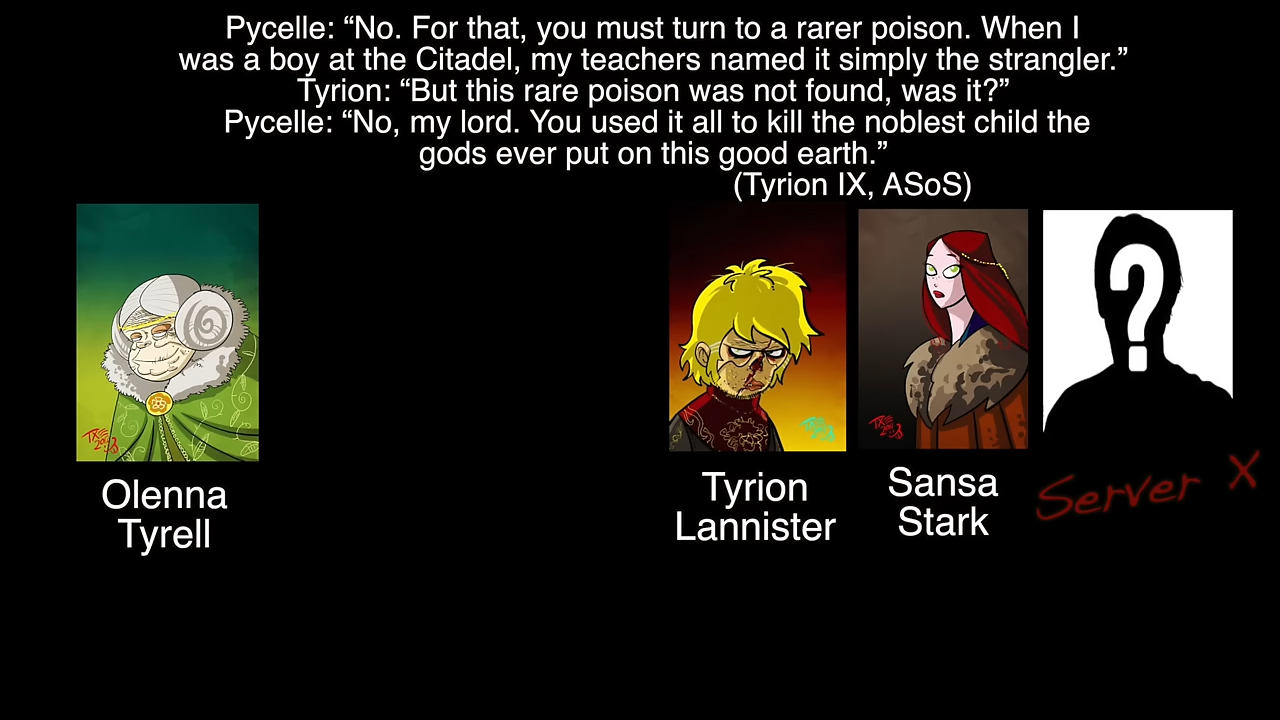 Pycelle: “No. For that, you must turn to a rarer poison. When I
was a boy at the Citadel, my teachers named it simply the strangler.”
Tyrion: “But this rare poison was not found, was it?”
Pycelle: “No, my lord. You used it all to kill the noblest child the
gods ever put on this good earth.”
(Tyrion IX, ASoS)
?
Olenna
Tyrell
Tyrion
Lannister
Sansa
Stark
Server X